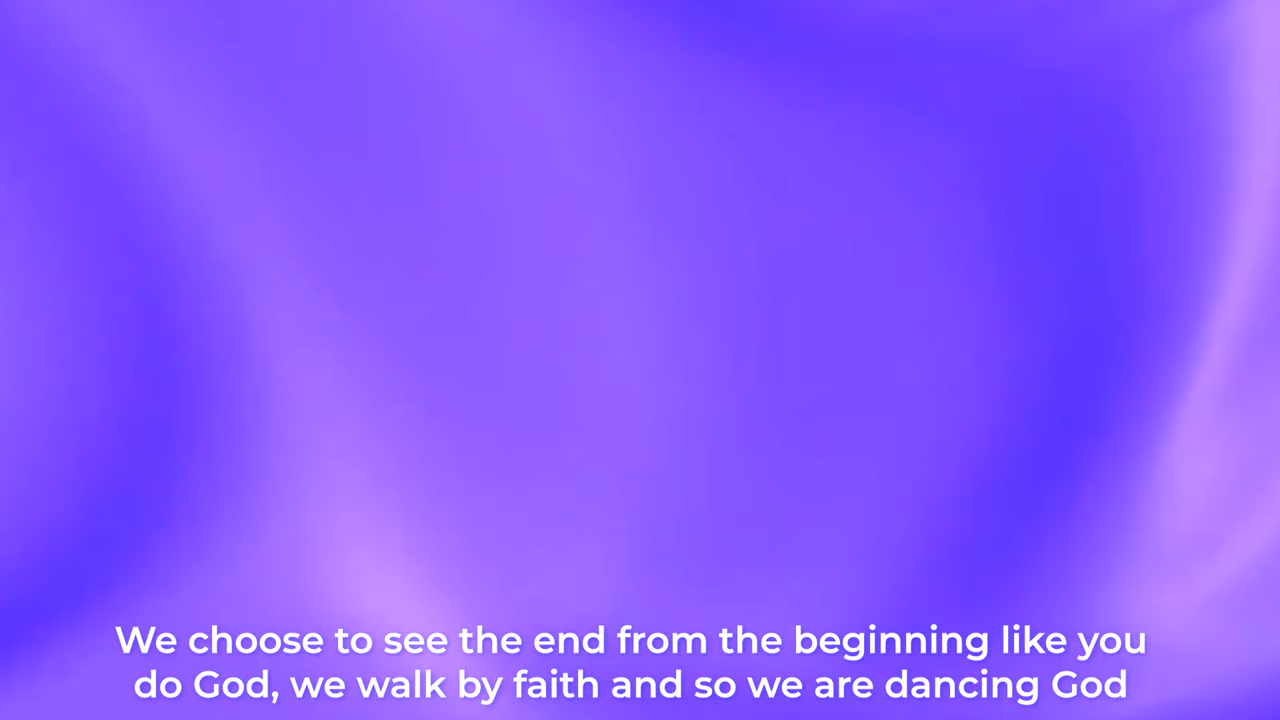 We choose to see the end from the beginning like you
do God, we walk by faith and so we are dancing God